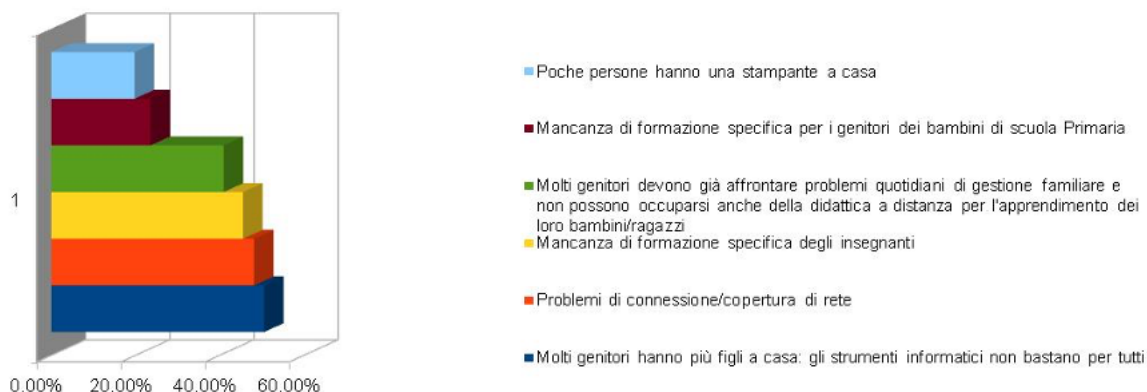 Poche persone hanno una stampante a casa
Mancanza di formazione specifica per i genitori dei bambini di scuola Primaria
Molti genitori devono già affrontare problemi quotidiani di gestione familiare e
non possono occuparsi anche della didattica a distanza per l'apprendimento dei
loro bambini/ragazzi
Mancanza di formazione specifica degli insegnanti
Problemi di connessione/copertura di rete
Molti genitori hanno più figli a casa: gli strumenti informatici non bastano per tutti
1
0.00% 20.00% 40.00% 60.00%